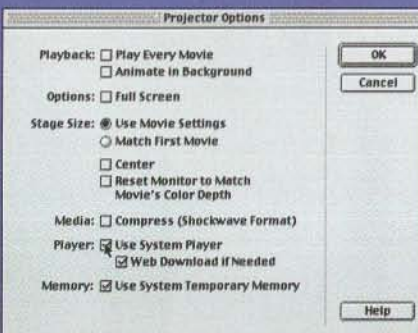 Projector Options
Playback: Play Every Movie
Animate in Background
Options: Full Screen
Stage Size: Use Movie Settings
Match First Movie
Center
Reset Monitor to Match
Movie's Color Depth
Media: Compress (Shockwave Format)
Player: Use System Player
Web Download if Needed
Memory: Use System Temporary Memory
OK
Cancel
Help